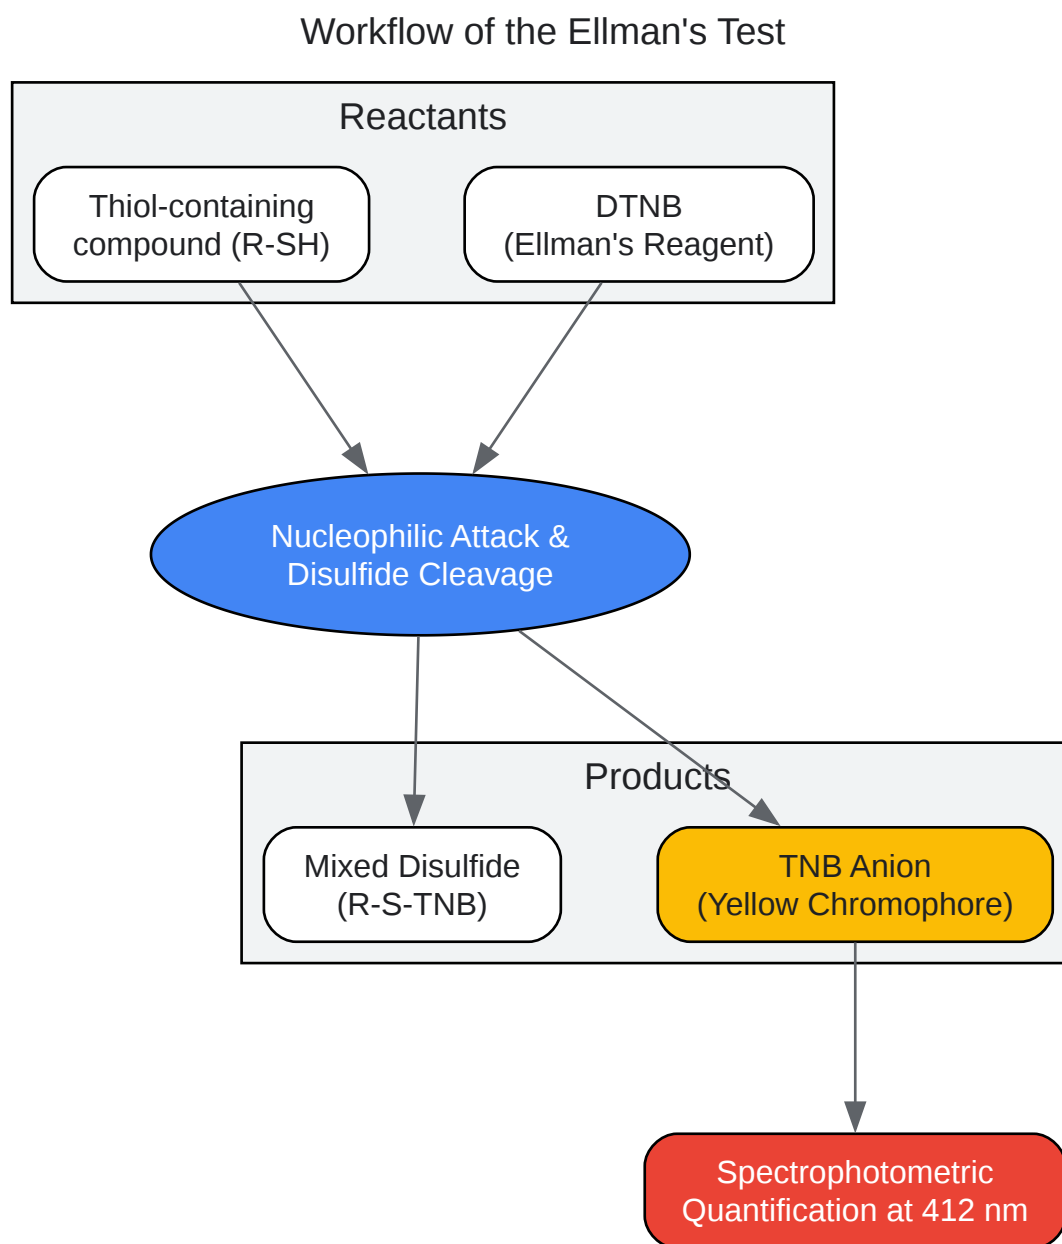 Workflow of the Ellman's Test
Reactants
Thiol-containing
compound (R-SH)
DTNB
(Ellman's Reagent)
Nucleophilic Attack &
Disulfide Cleavage
Products
Mixed Disulfide
(R-S-TNB)
TNB Anion
(Yellow Chromophore)
Spectrophotometric
Quantification at 412 nm